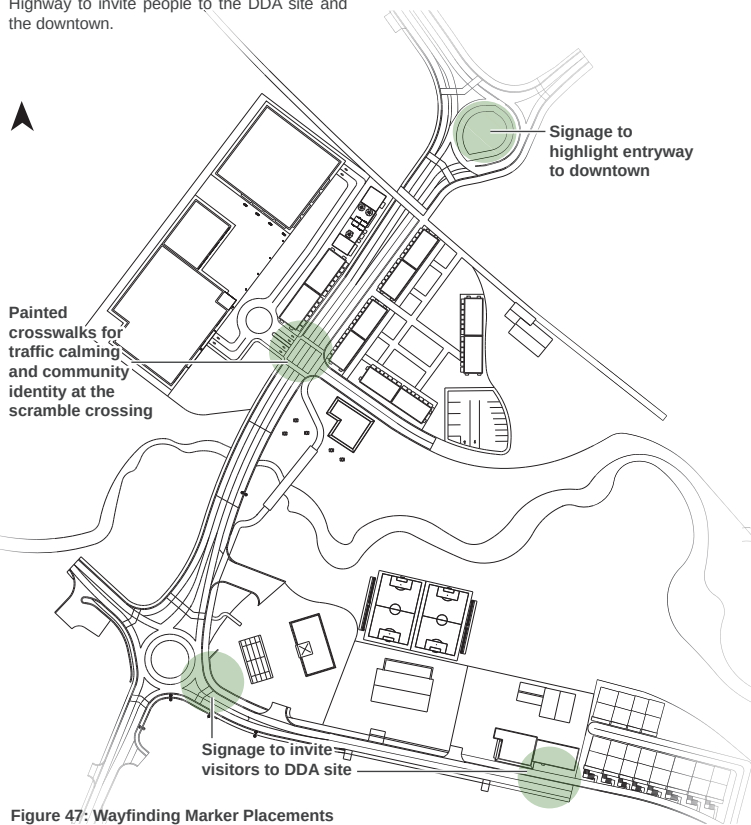 Highway to invite people to the DDA site and
the downtown.
Signage to
highlight entryway
to downtown
Painted
crosswalks for
traffic calming
and community
identity at the
scramble crossing
Signage to invite
visitors to DDA site
Figure 47: Wayfinding Marker Placements